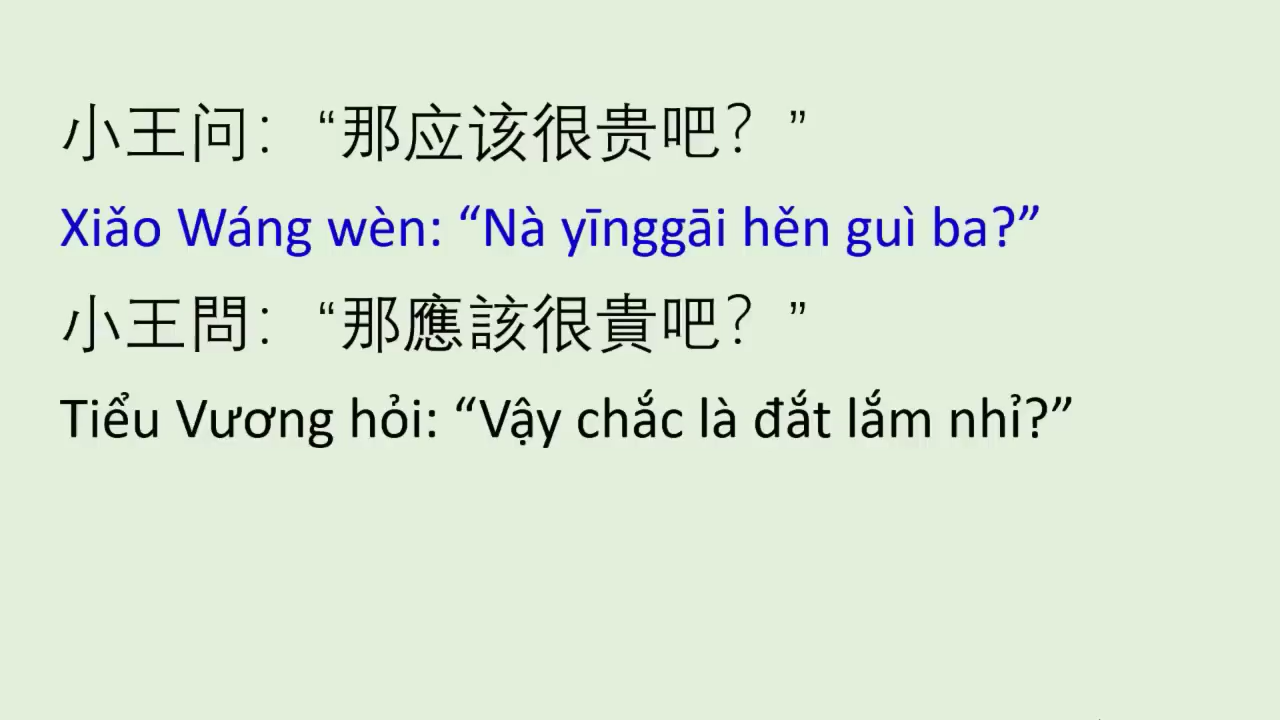 小王问：“那应该很贵吧？”
Xiǎo Wáng wèn: “Nà yīnggāi hěn guì ba?”
小王問：“那應該很貴吧？”
Tiểu Vương hỏi: “Vậy chắc là đắt lắm nhỉ?”